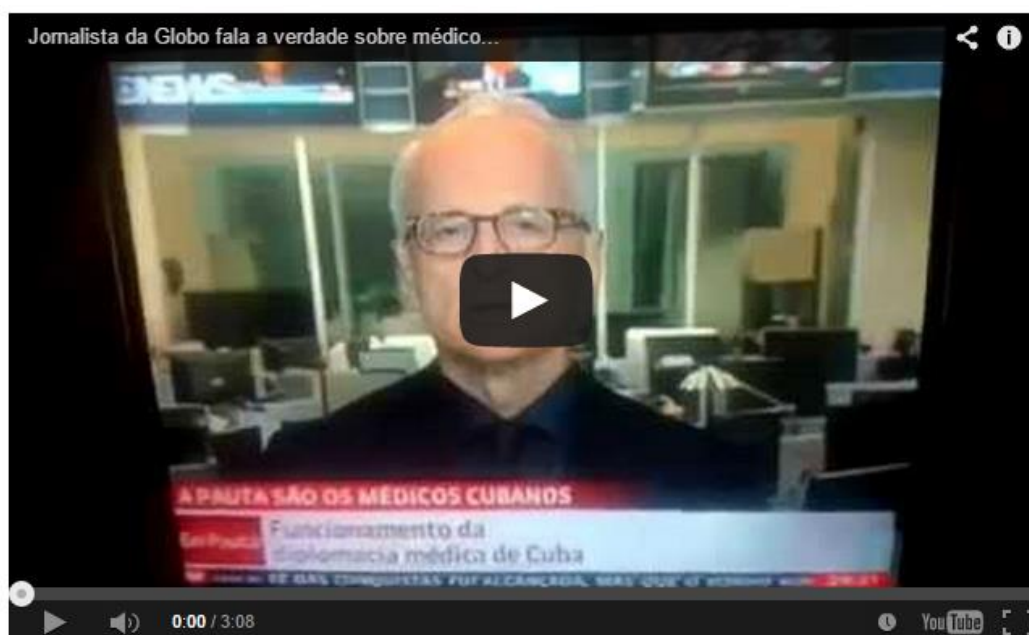 Jornalista da Globo fala a verdade sobre médico...
NEWS
A PAUTA SÃO OS MÉDICOS CUBANOS
Em Pauta
Funcionamento da
diplomacia médica de Cuba
0:00 / 3:08
YouTube